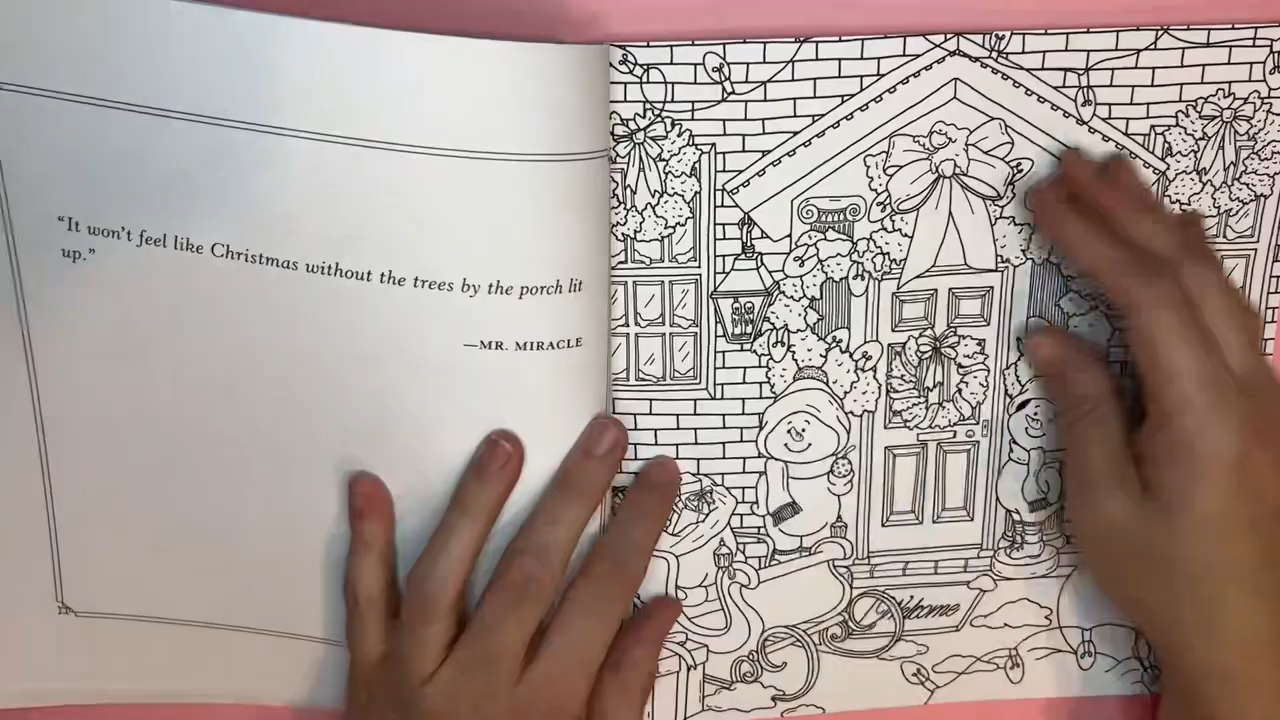 “It won’t feel like Christmas without the trees by the porch lit
up.”
—MR. MIRACLE
Welcome